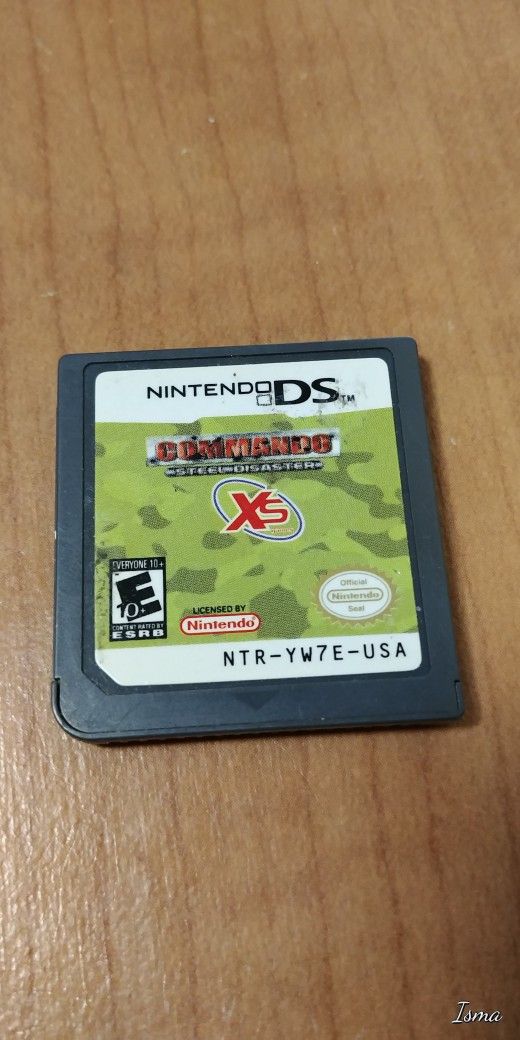 NINTENDO DS TM
COMMANDO
STEEL DISASTER
XS
EVERYONE 10+
E
10+
CONTENT RATED BY
ESRB
LICENSED BY
Nintendo
Official
Nintendo
Seal
NTR-YW7E-USA
Isma